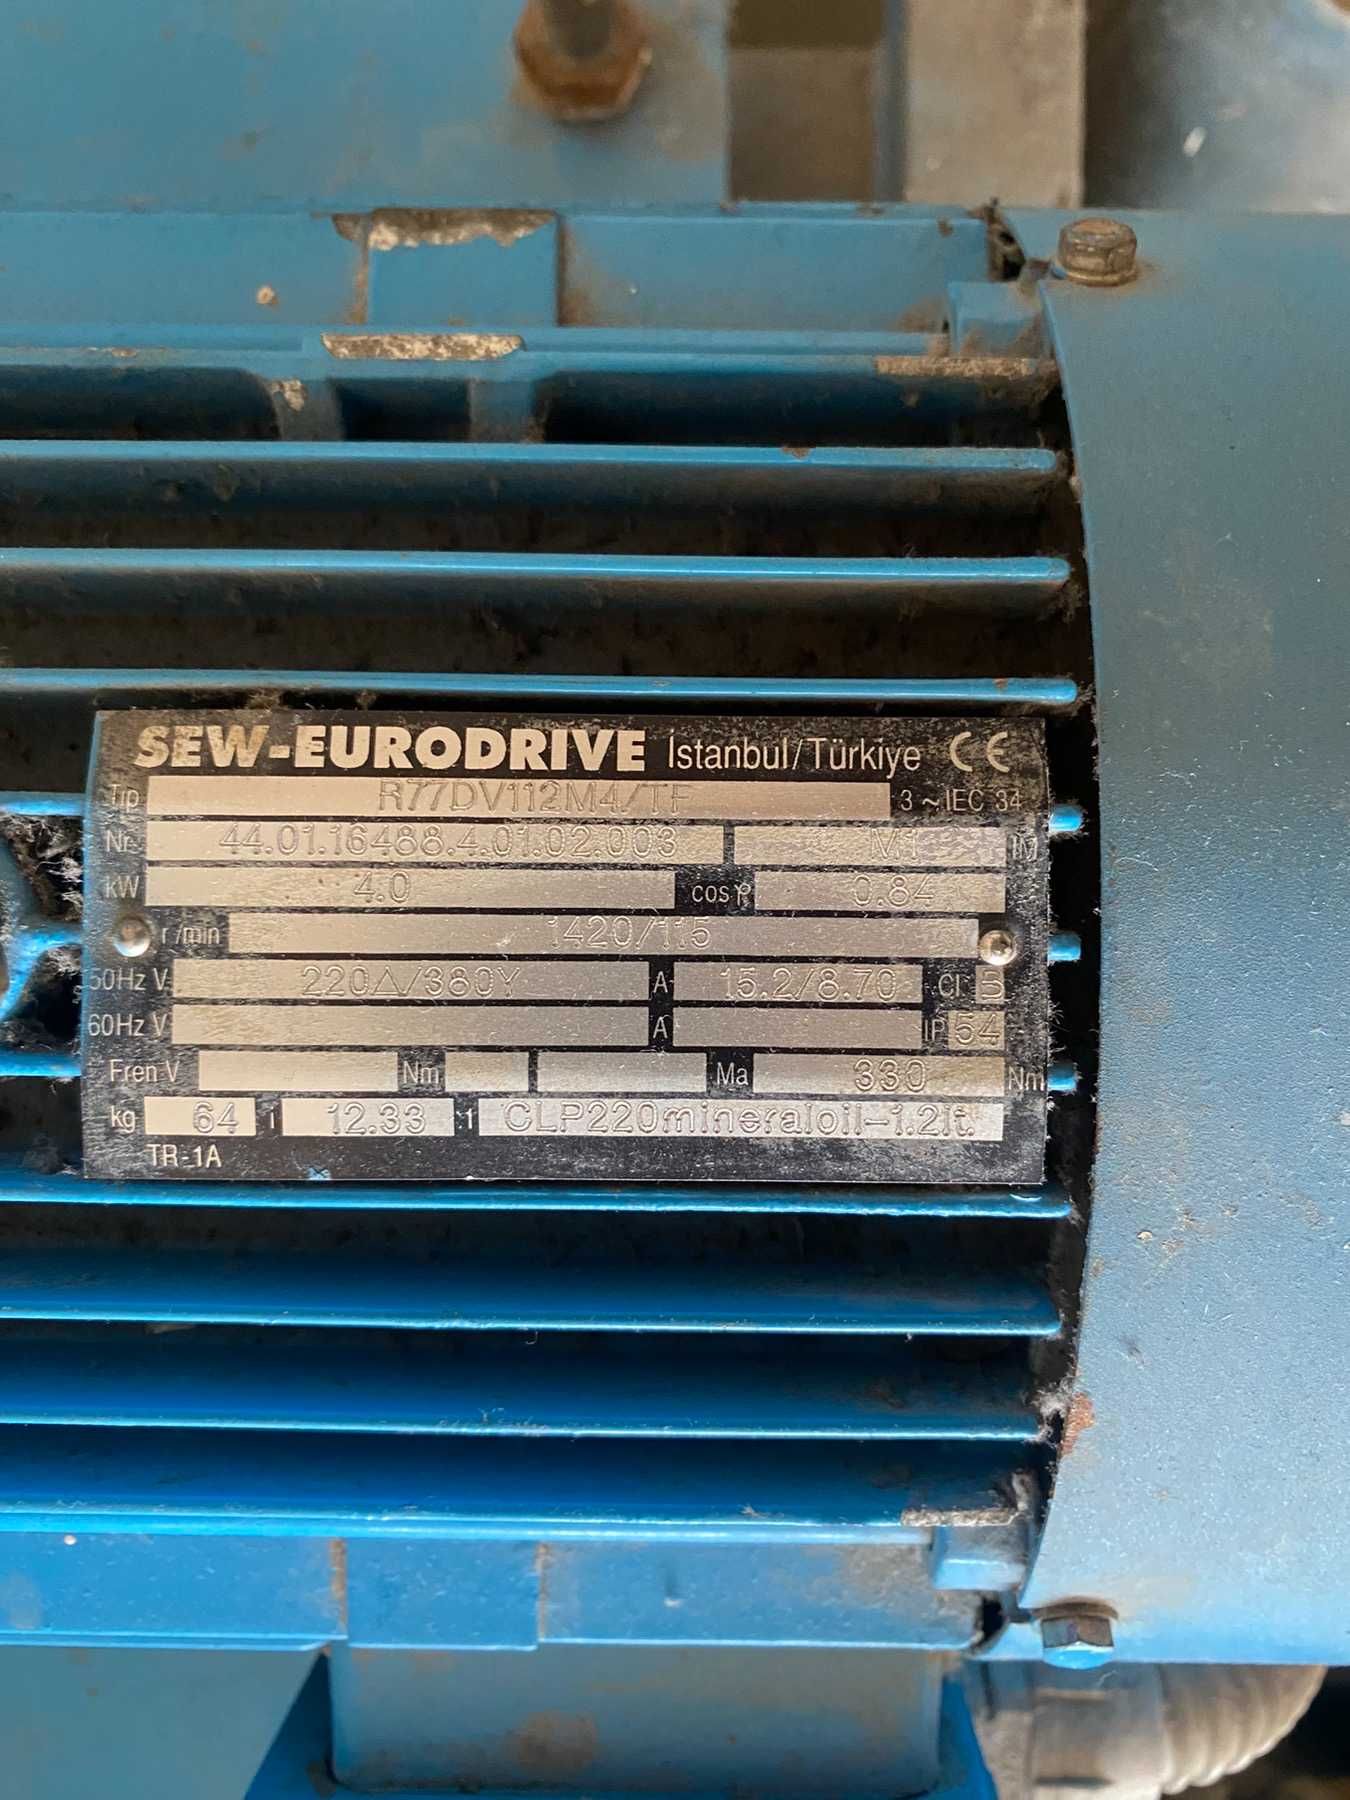 SEW-EURODRIVE İstanbul/Türkiye CE
Tip R77DV112M4/TF 3~IEC 34
Nr. 44.01.16488.4.01.02.003 M1 IM
kW 4.0 cosφ 0.84
r/min 1420/115
50Hz V 220Δ/380Y A 15.2/8.70 Cl B
60Hz V A IP 54
Fren V Nm Ma 330 Nm
kg 64 i 12.33 :1 CLP220mineraloil-1.2lt.
TR-1A